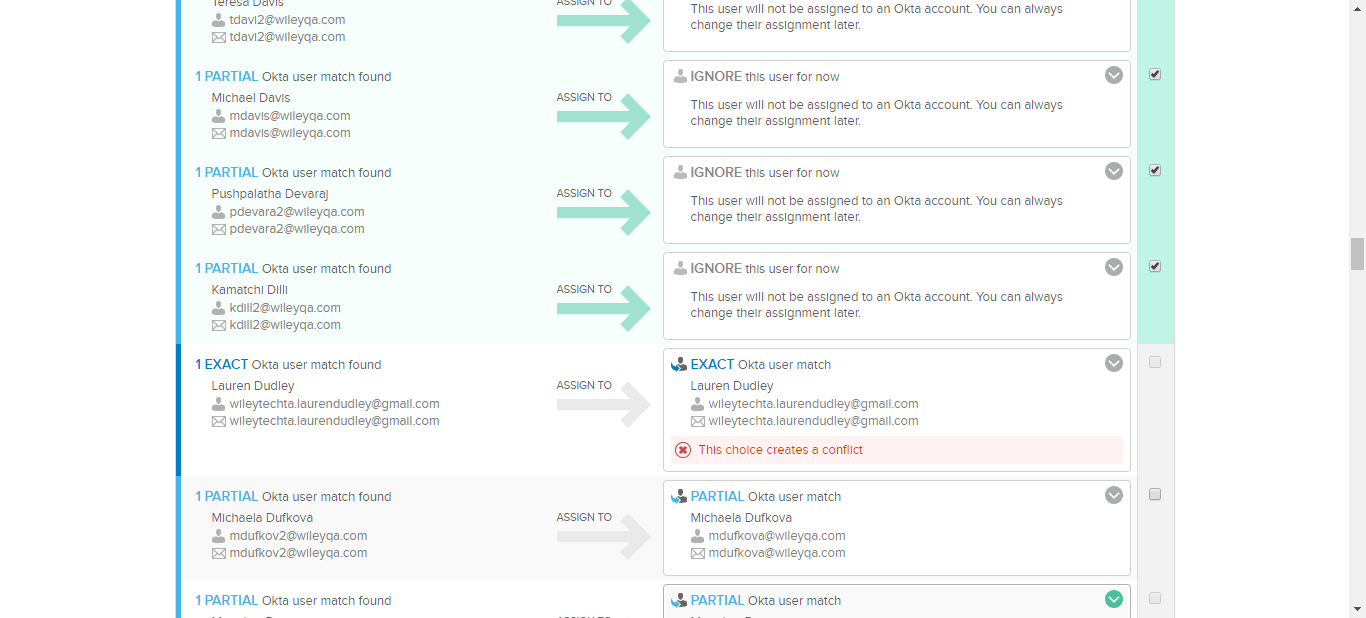 Teresa Davis
tdavi2@wileyqa.com
tdavi2@wileyqa.com
ASSIGN TO
This user will not be assigned to an Okta account. You can always
change their assignment later.
1 PARTIAL Okta user match found
Michael Davis
mdavis@wileyqa.com
mdavis@wileyqa.com
ASSIGN TO
IGNORE this user for now
This user will not be assigned to an Okta account. You can always
change their assignment later.
1 PARTIAL Okta user match found
Pushpalatha Devaraj
pdevara2@wileyqa.com
pdevara2@wileyqa.com
ASSIGN TO
IGNORE this user for now
This user will not be assigned to an Okta account. You can always
change their assignment later.
1 PARTIAL Okta user match found
Kamatchi Dilli
kdill2@wileyqa.com
kdill2@wileyqa.com
ASSIGN TO
IGNORE this user for now
This user will not be assigned to an Okta account. You can always
change their assignment later.
1 EXACT Okta user match found
Lauren Dudley
wileytechta.laurendudley@gmail.com
wileytechta.laurendudley@gmail.com
ASSIGN TO
EXACT Okta user match
Lauren Dudley
wileytechta.laurendudley@gmail.com
wileytechta.laurendudley@gmail.com
This choice creates a conflict
1 PARTIAL Okta user match found
Michaela Dufkova
mdufkov2@wileyqa.com
mdufkov2@wileyqa.com
ASSIGN TO
PARTIAL Okta user match
Michaela Dufkova
mdufkova@wileyqa.com
mdufkova@wileyqa.com
1 PARTIAL Okta user match found
ASSIGN TO
PARTIAL Okta user match